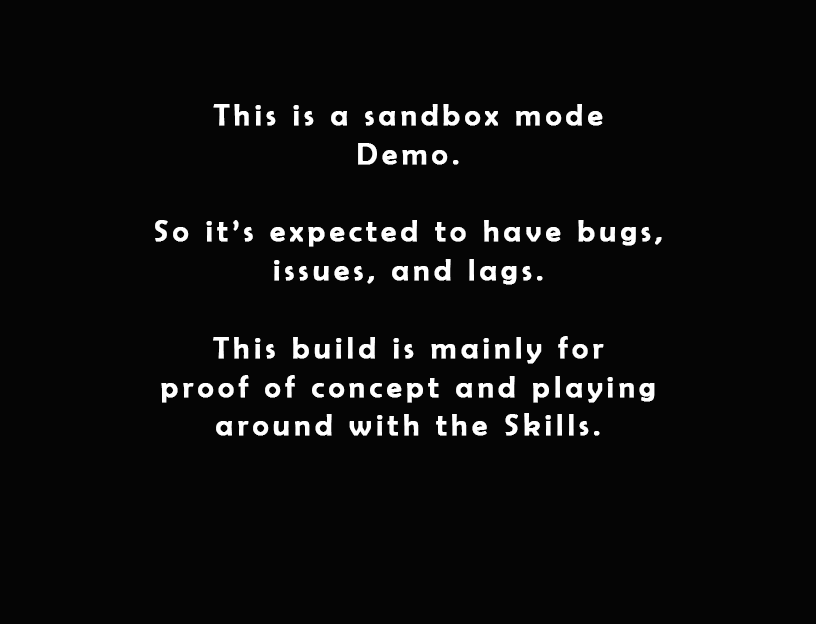 This is a sandbox mode
Demo.
So it’s expected to have bugs,
issues, and lags.
This build is mainly for
proof of concept and playing
around with the Skills.